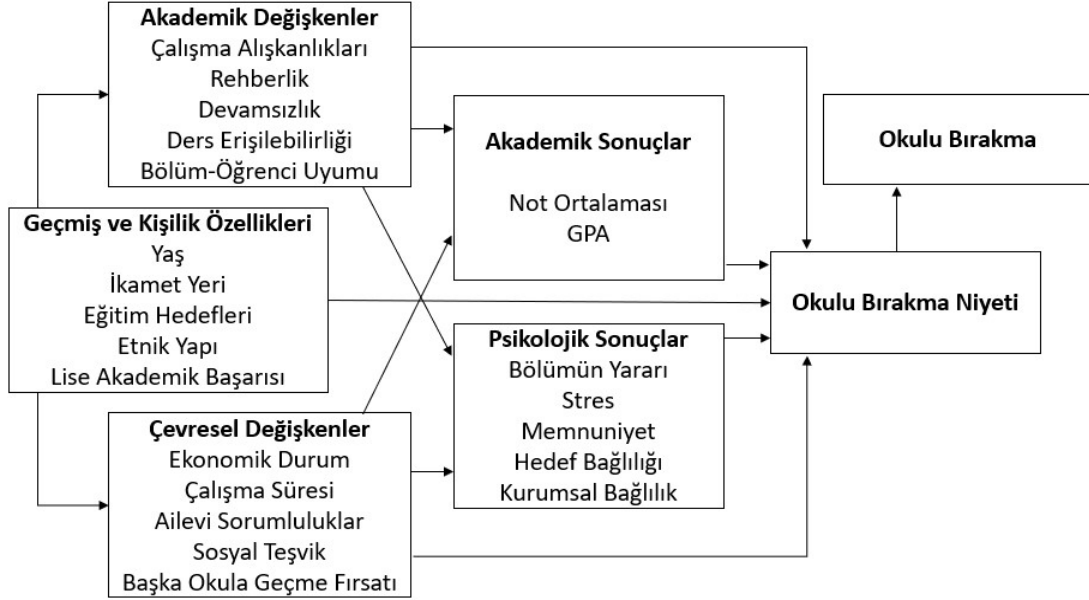 Akademik Değişkenler
Çalışma Alışkanlıkları
Rehberlik
Devamsızlık
Ders Erişilebilirliği
Bölüm-Öğrenci Uyumu
Geçmiş ve Kişilik Özellikleri
Yaş
İkamet Yeri
Eğitim Hedefleri
Etnik Yapı
Lise Akademik Başarısı
Çevresel Değişkenler
Ekonomik Durum
Çalışma Süresi
Ailevi Sorumluluklar
Sosyal Teşvik
Başka Okula Geçme Fırsatı
Akademik Sonuçlar
Not Ortalaması
GPA
Psikolojik Sonuçlar
Bölümün Yararı
Stres
Memnuniyet
Hedef Bağlılığı
Kurumsal Bağlılık
Okulu Bırakma
Okulu Bırakma Niyeti